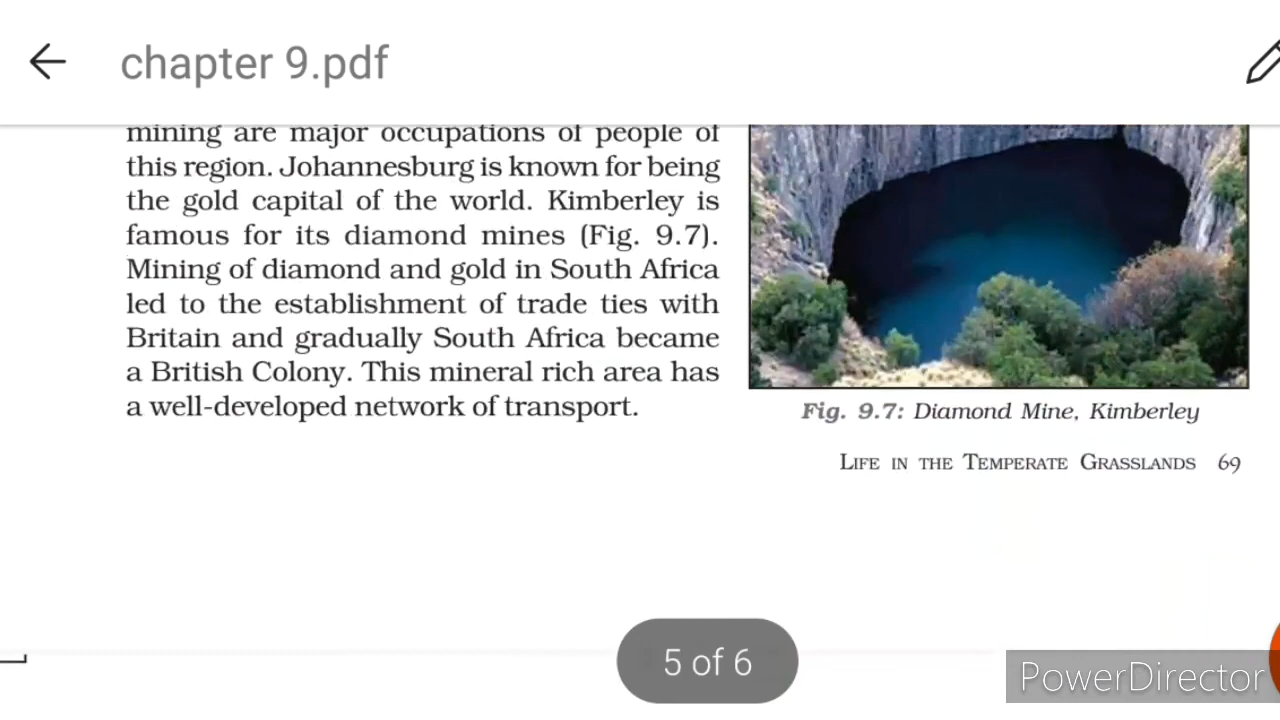 chapter 9.pdf
mining are major occupations of people of
this region. Johannesburg is known for being
the gold capital of the world. Kimberley is
famous for its diamond mines (Fig. 9.7).
Mining of diamond and gold in South Africa
led to the establishment of trade ties with
Britain and gradually South Africa became
a British Colony. This mineral rich area has
a well-developed network of transport.
Fig. 9.7: Diamond Mine, Kimberley
LIFE IN THE TEMPERATE GRASSLANDS 69
5 of 6
PowerDirector